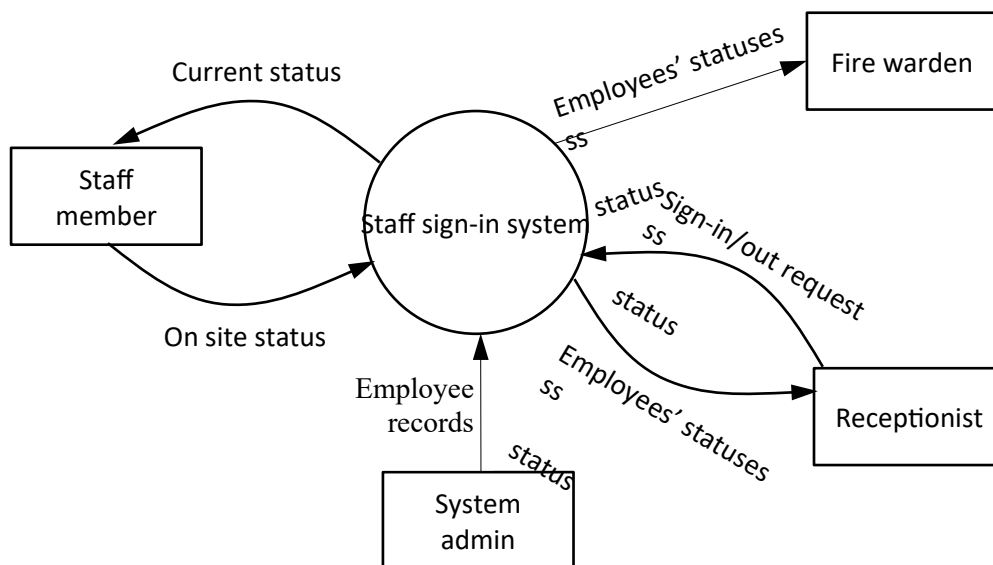 Current status
Employees’ statuses
ss
Fire warden
Staff
member
Staff sign-in system
status
ss
Sign-in/out request
On site status
status
Employee
records
ss
Employees’ statuses
Receptionist
status
System
admin